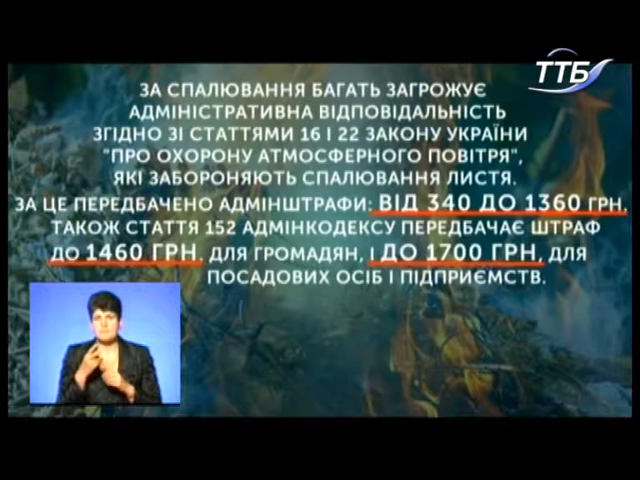 ТТБ
ЗА СПАЛЮВАННЯ БАГАТЬ ЗАГРОЖУЄ
АДМІНІСТРАТИВНА ВІДПОВІДАЛЬНІСТЬ
ЗГІДНО ЗІ СТАТТЯМИ 16 І 22 ЗАКОНУ УКРАЇНИ
"ПРО ОХОРОНУ АТМОСФЕРНОГО ПОВІТРЯ",
ЯКІ ЗАБОРОНЯЮТЬ СПАЛЮВАННЯ ЛИСТЯ.
ЗА ЦЕ ПЕРЕДБАЧЕНО АДМІНШТРАФИ: ВІД 340 ДО 1360 ГРН.
ТАКОЖ СТАТТЯ 152 АДМІНКОДЕКСУ ПЕРЕДБАЧАЄ ШТРАФ
ДО 1460 ГРН. ДЛЯ ГРОМАДЯН, І ДО 1700 ГРН, ДЛЯ
ПОСАДОВИХ ОСІБ І ПІДПРИЄМСТВ.